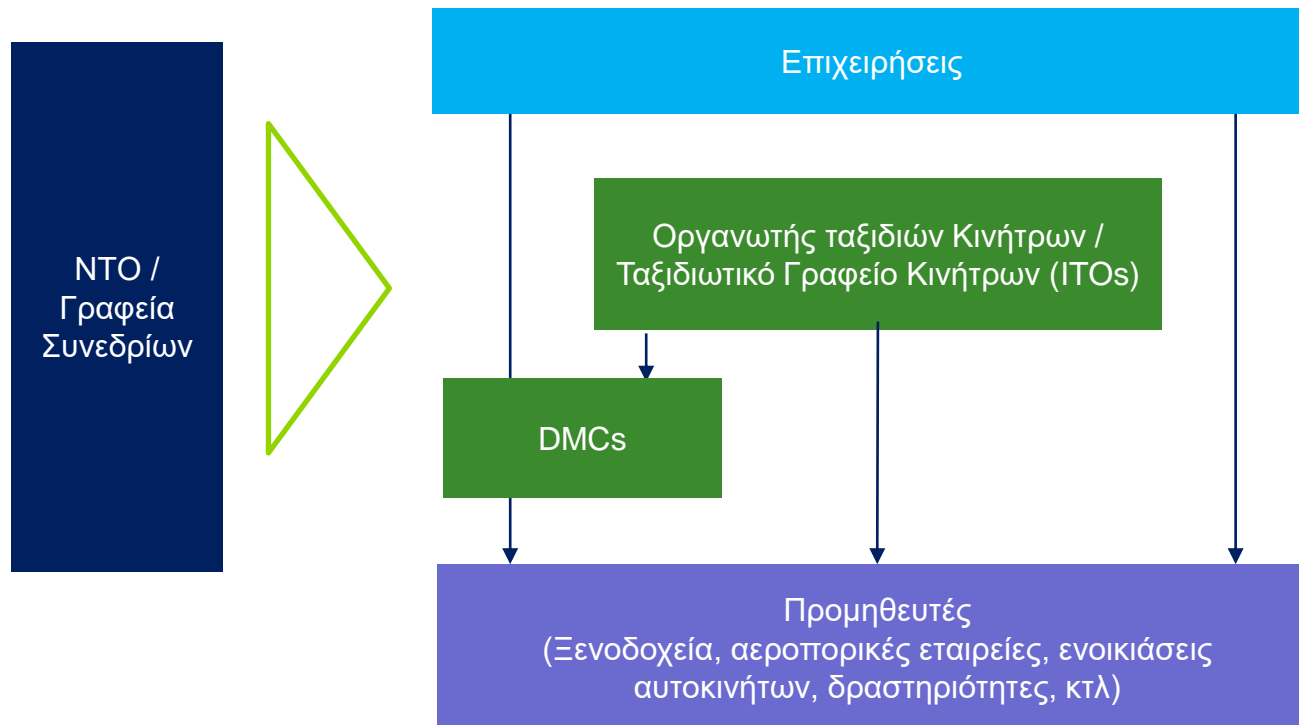 NTO /
Γραφεία
Συνεδρίων
Επιχειρήσεις
Οργανωτής ταξιδιών Κινήτρων /
Ταξιδιωτικό Γραφείο Κινήτρων (ITOs)
DMCs
Προμηθευτές
(Ξενοδοχεία, αεροπορικές εταιρείες, ενοικιάσεις
αυτοκινήτων, δραστηριότητες, κτλ)